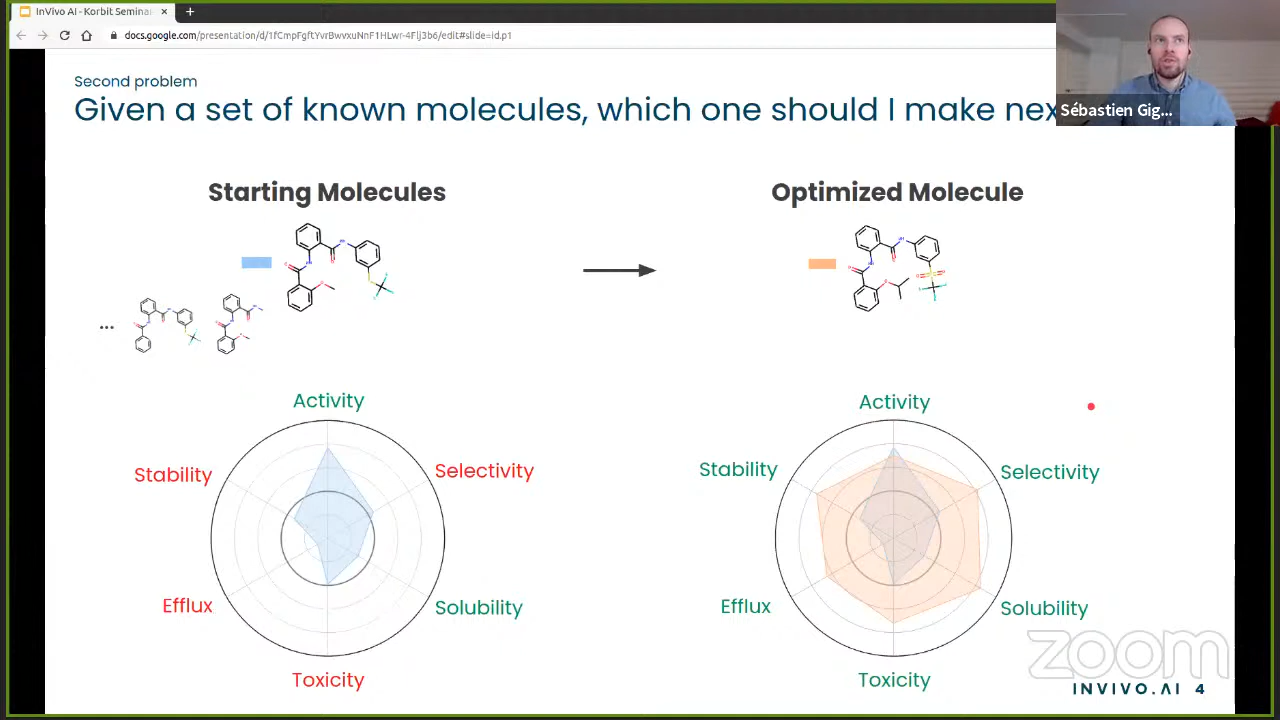 InVivo AI - Korbit Seminar
docs.google.com/presentation/d/1fCmpFgftYvrBwvxuNnF1HLwr-4Flj3b6/edit#slide=id.p1
Sébastien Gig...
Second problem
Given a set of known molecules, which one should I make nex
Starting Molecules
Optimized Molecule
...
Activity
Stability
Selectivity
Efflux
Solubility
Toxicity
Activity
Stability
Selectivity
Efflux
Solubility
Toxicity
zoom
INVIVO.AI 4